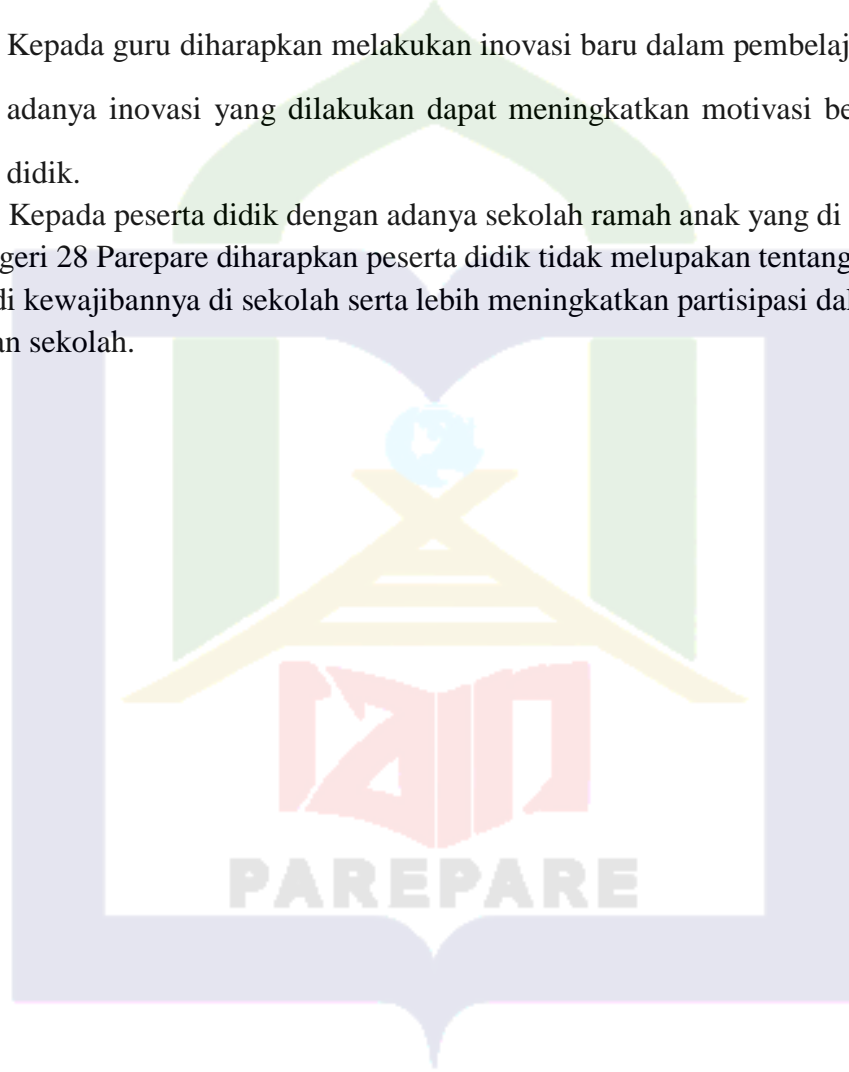 Kepada guru diharapkan melakukan inovasi baru dalam pembelaj
adanya inovasi yang dilakukan dapat meningkatkan motivasi be
didik.
Kepada peserta didik dengan adanya sekolah ramah anak yang di
geri 28 Parepare diharapkan peserta didik tidak melupakan tentang
di kewajibannya di sekolah serta lebih meningkatkan partisipasi dal
an sekolah.
iain
PAREPARE